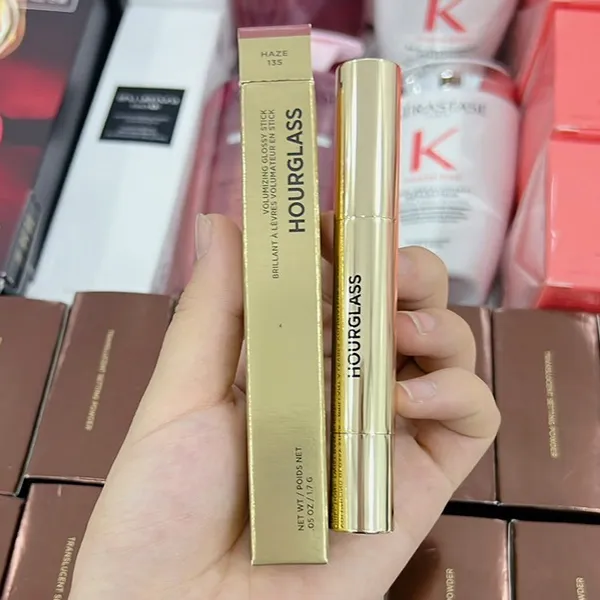 HAZE
135
VOLUMIZING GLOSSY STICK
BRILLANT À LÈVRES VOLUMATEUR EN STICK
HOURGLASS
NET WT / POIDS NET
.05 OZ / 1.7 G
HOURGLASS
K
KÉRASTASE
K
TRANSLUCENT SETTING POWDER
TRANSLUCENT SETTING POWDER
TRANSLUCENT
POWDER